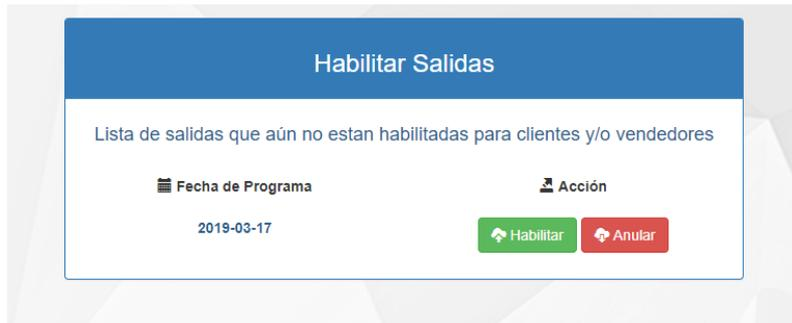 Habilitar Salidas
Lista de salidas que aún no estan habilitadas para clientes y/o vendedores
Fecha de Programa Acción
2019-03-17 Habilitar Anular